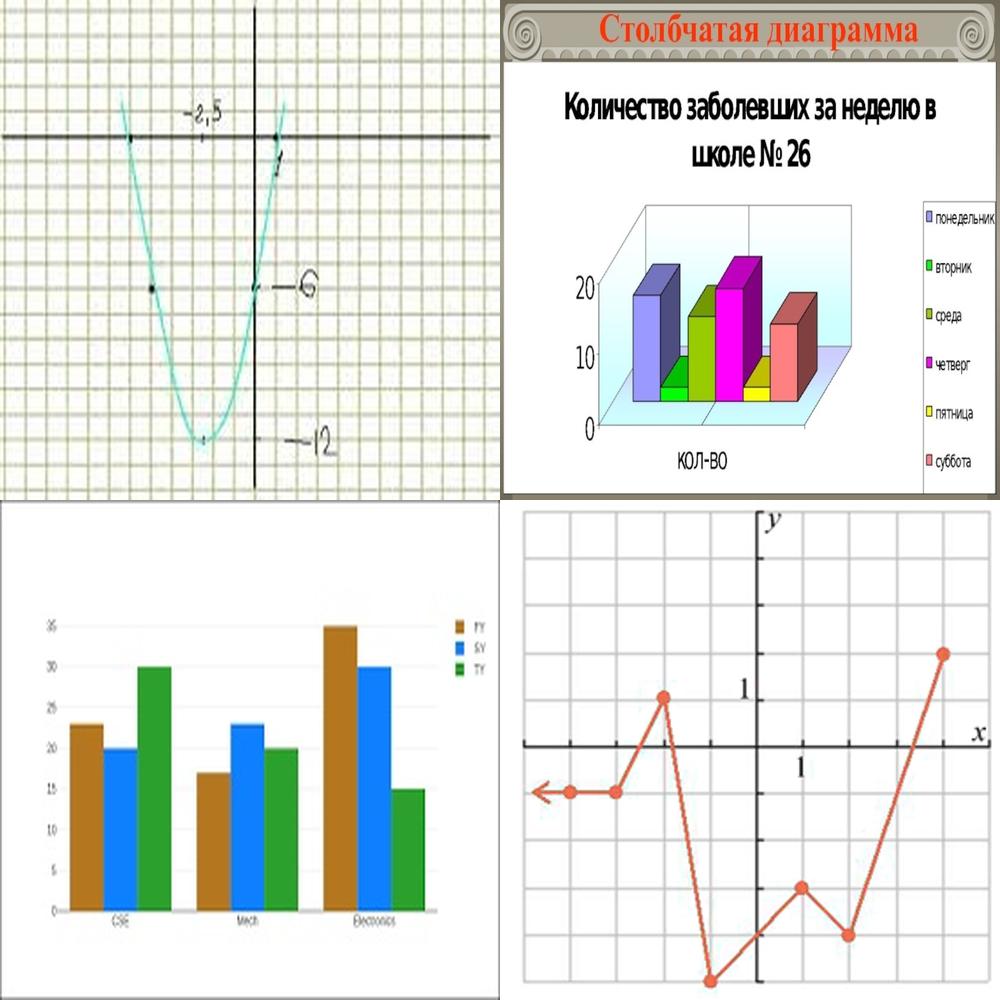 -2,5
1
-6
-12
Столбчатая диаграмма
Количество заболевших за неделю в
школе № 26
20
10
0
кол-во
понедельник
вторник
среда
четверг
пятница
суббота
35
30
25
20
15
10
5
0
CSE
Mech
Electronics
FY
SY
TY
y
1
x
1